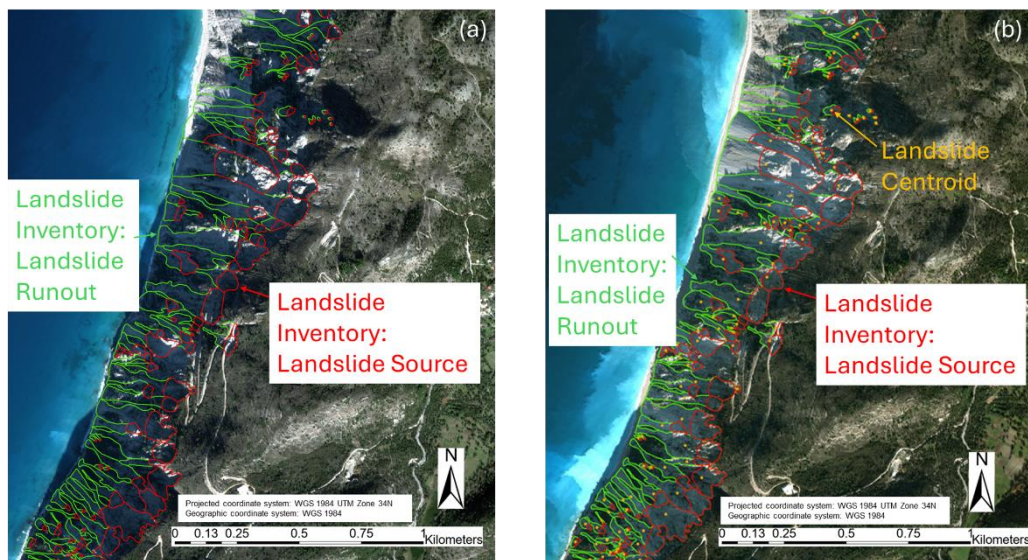 (a)
Landslide
Inventory:
Landslide
Runout
Landslide
Inventory:
Landslide Source
N
Projected coordinate system: WGS 1984 UTM Zone 34N
Geographic coordinate system: WGS 1984
Kilometers
0 0.13 0.25 0.5 0.75 1
(b)
Landslide
Centroid
Landslide
Inventory:
Landslide
Runout
Landslide
Inventory:
Landslide Source
N
Projected coordinate system: WGS 1984 UTM Zone 34N
Geographic coordinate system: WGS 1984
Kilometers
0 0.13 0.25 0.5 0.75 1